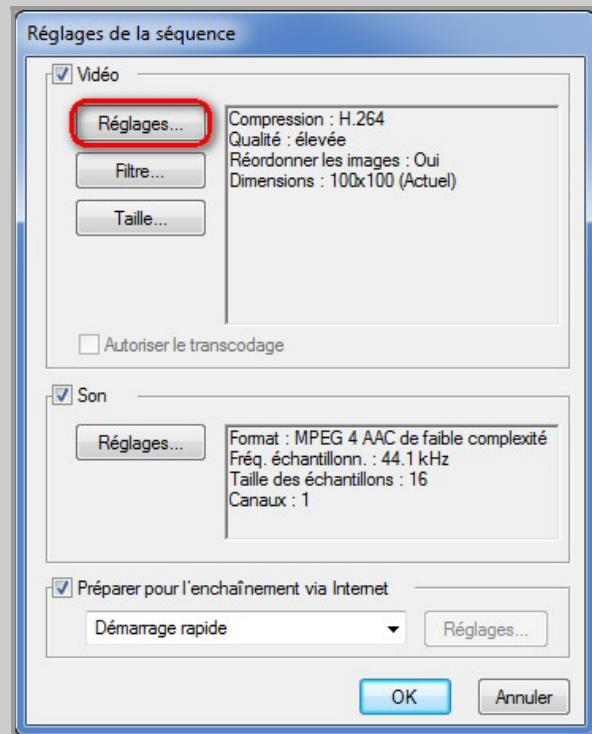 Réglages de la séquence
Vidéo
Réglages...
Filtre...
Taille...
Compression : H.264
Qualité : élevée
Réordonner les images : Oui
Dimensions : 100x100 (Actuel)
Autoriser le transcodage
Son
Réglages...
Format : MPEG 4 AAC de faible complexité
Fréq. échantillonn. : 44.1 kHz
Taille des échantillons : 16
Canaux : 1
Préparer pour l'enchaînement via Internet
Démarrage rapide
Réglages...
OK
Annuler